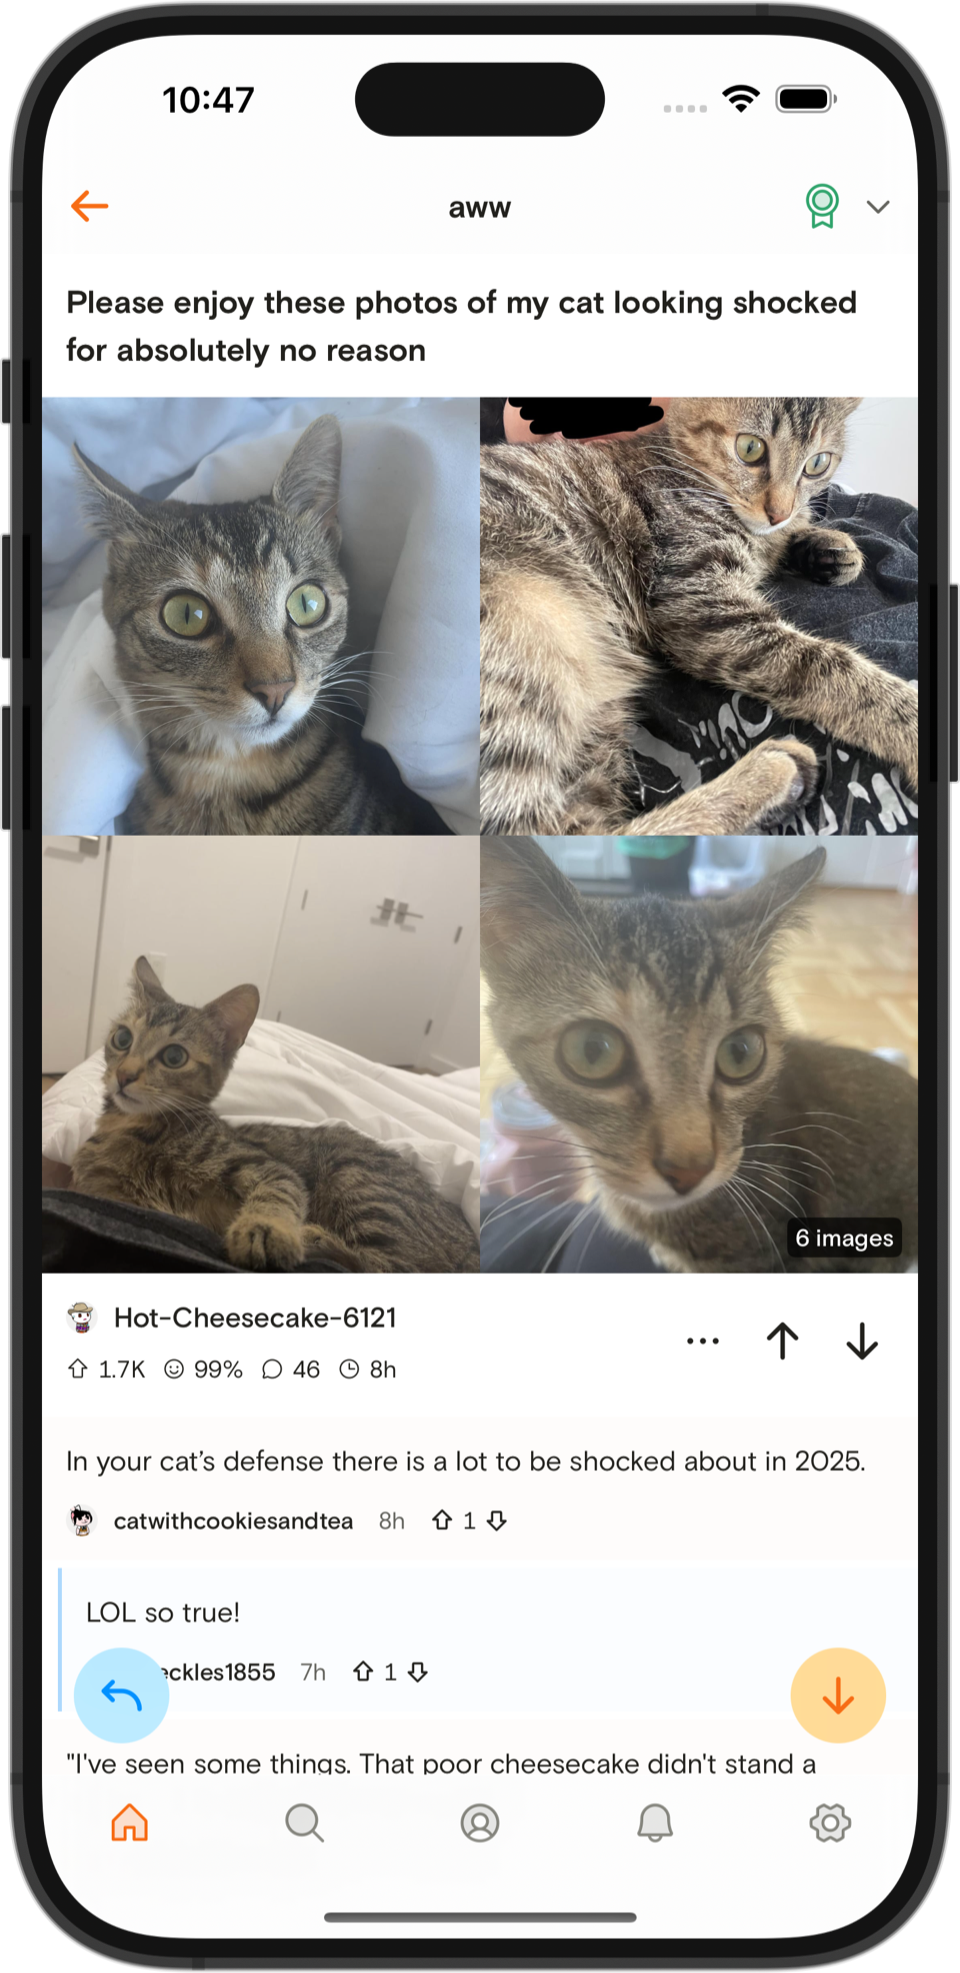 10:47
aww
Please enjoy these photos of my cat looking shocked
for absolutely no reason
6 images
Hot-Cheesecake-6121
1.7K 99% 46 8h
In your cat’s defense there is a lot to be shocked about in 2025.
catwithcookiesandtea 8h 1
LOL so true!
eckles1855 7h 1
"I've seen some things. That poor cheesecake didn't stand a